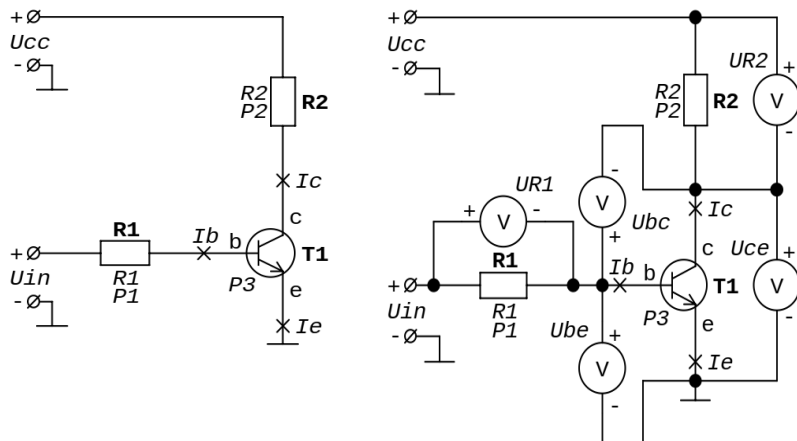 +
Ucc
-
R2
P2
R2
Ic
c
R1
Ib
b
T1
+
Uin
-
R1
P1
P3
e
Ie
+
Ucc
-
UR2
+
R2
P2
R2
V
-
-
UR1
V
Ubc
+
-
V
+
Ic
c
Uce
+
R1
Ib
b
T1
V
+
Uin
-
R1
P1
P3
-
Ube
+
e
V
Ie
-